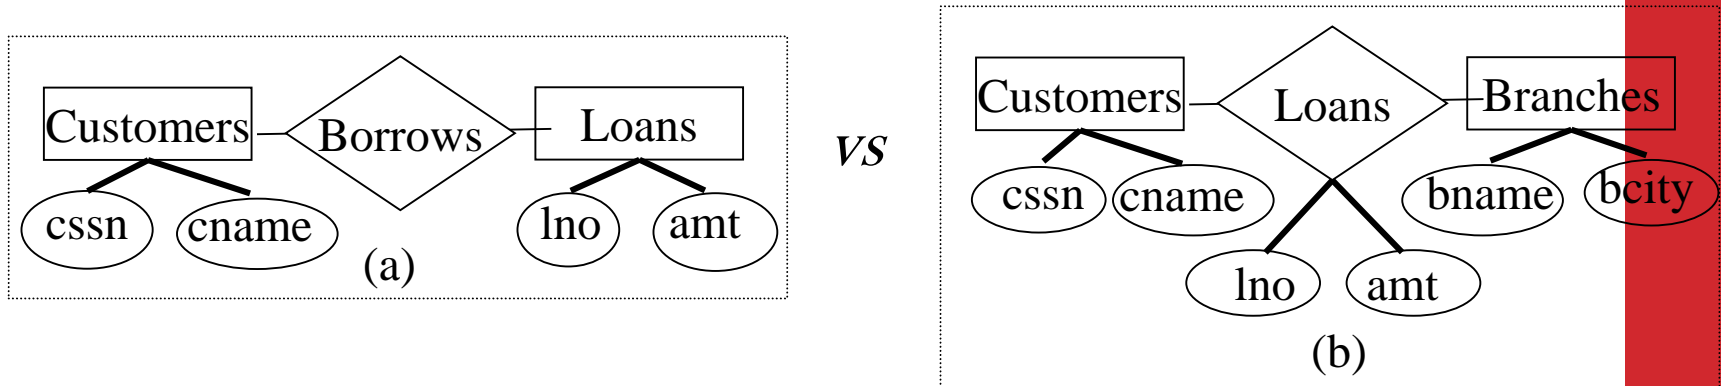 Customers Borrows Loans
cssn cname lno amt
(a)
vs
Customers Loans Branches
cssn cname bname bcity
lno amt
(b)